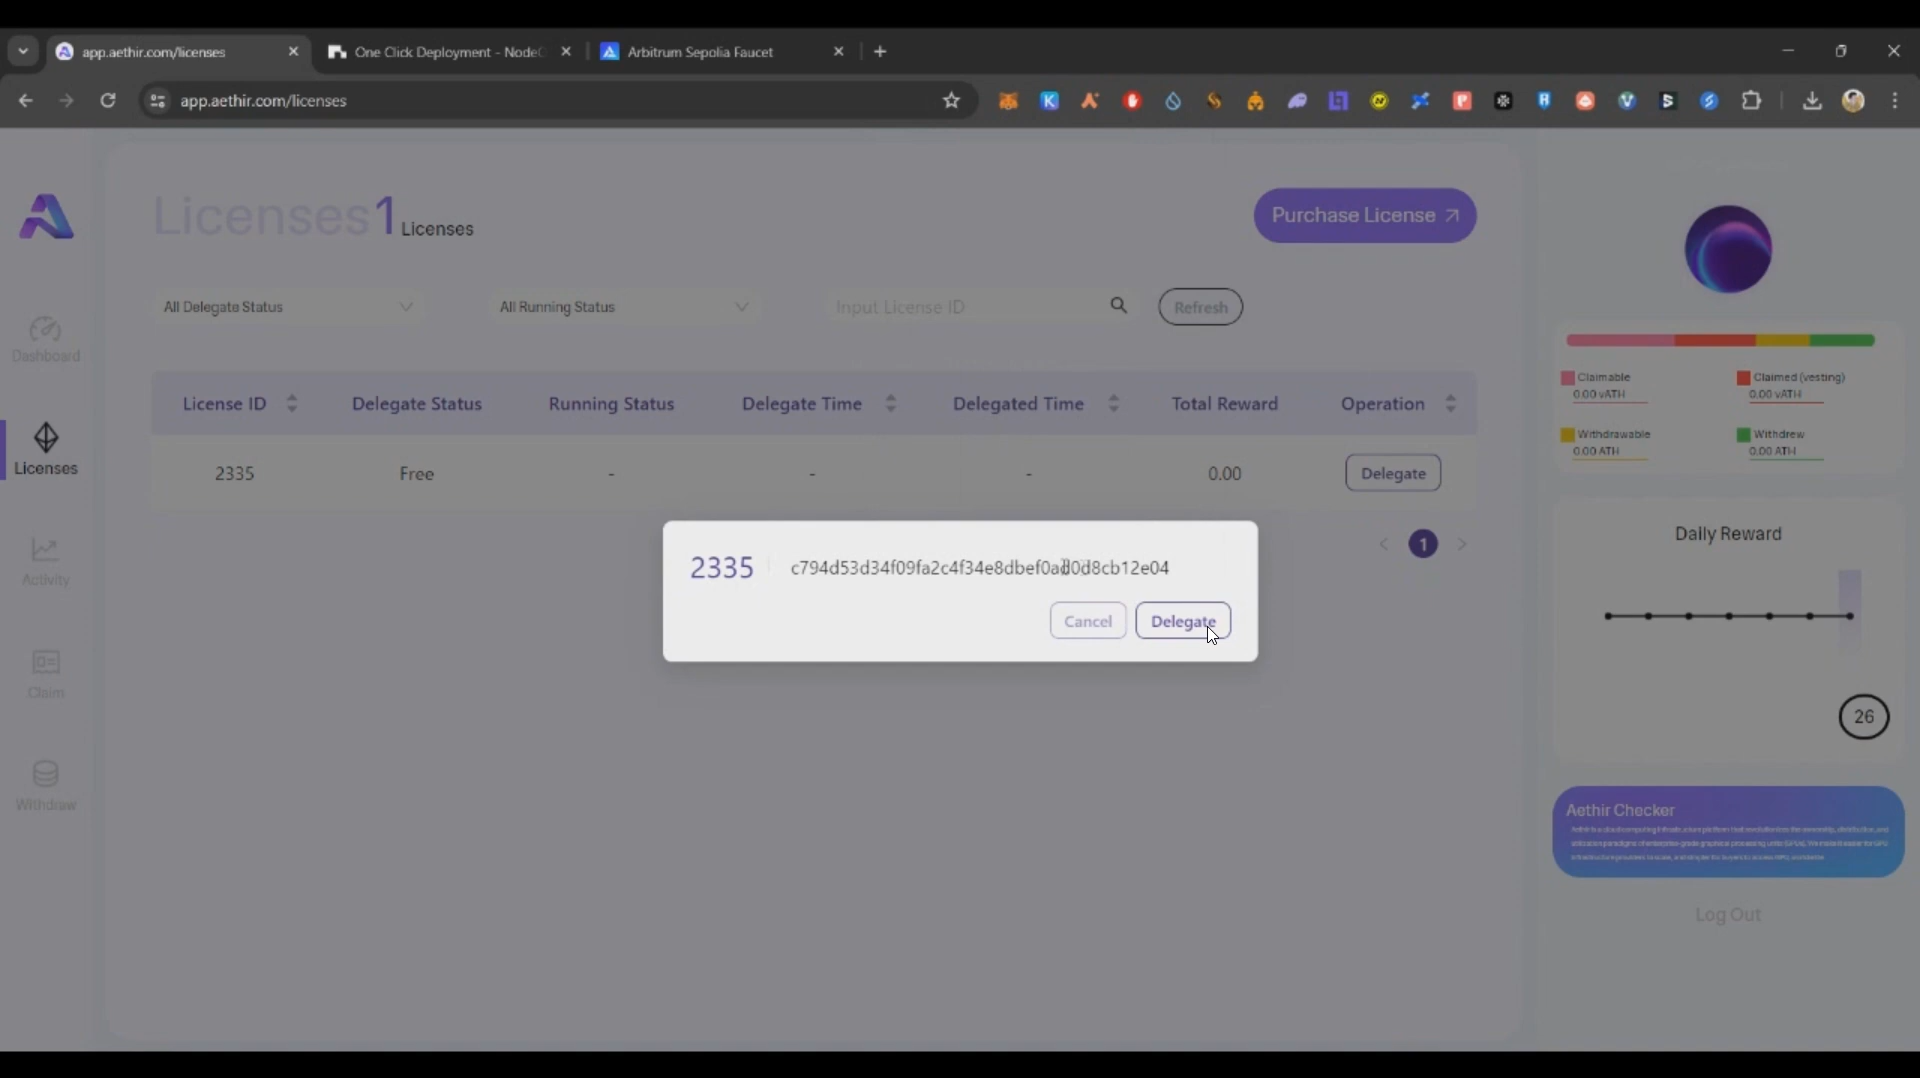 app.aethir.com/licenses
One Click Deployment - Node
Arbitrum Sepolia Faucet
app.aethir.com/licenses
Licenses1 Licenses
Purchase License
All Delegate Status
All Running Status
Input License ID
Refresh
License ID
Delegate Status
Running Status
Delegate Time
Delegated Time
Total Reward
Operation
2335
Free
-
-
-
0.00
Delegate
1
2335
Cancel
Delegate
Dashboard
Licenses
Activity
Claim
Withdraw
Claimable
0.00 vATH
Claimed (vesting)
0.00 vATH
Withdrawable
0.00 ATH
Withdrew
0.00 ATH
Daily Reward
26
Aethir Checker
Log Out